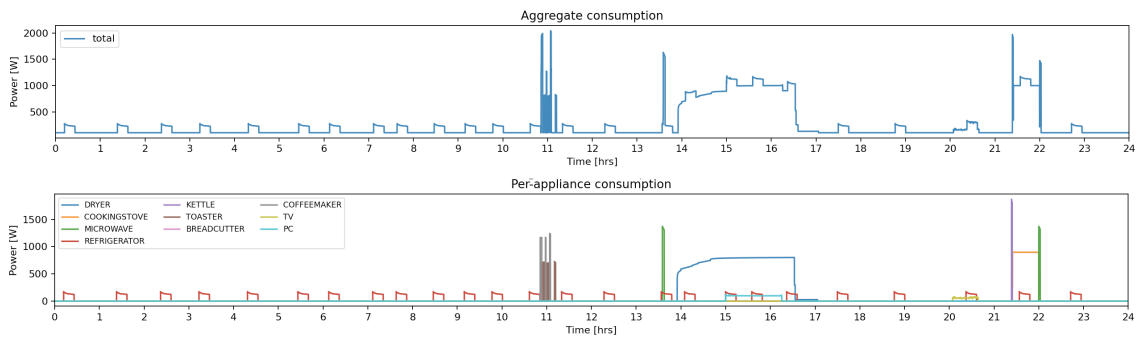 Aggregate consumption
total
2000
1500
1000
500
Power [W]
0 1 2 3 4 5 6 7 8 9 10 11 12 13 14 15 16 17 18 19 20 21 22 23 24
Time [hrs]
Per-appliance consumption
DRYER KETTLE COFFEEMAKER
COOKINGSTOVE TOASTER TV
MICROWAVE BREADCUTTER PC
REFRIGERATOR
1500
1000
500
0
Power [W]
0 1 2 3 4 5 6 7 8 9 10 11 12 13 14 15 16 17 18 19 20 21 22 23 24
Time [hrs]